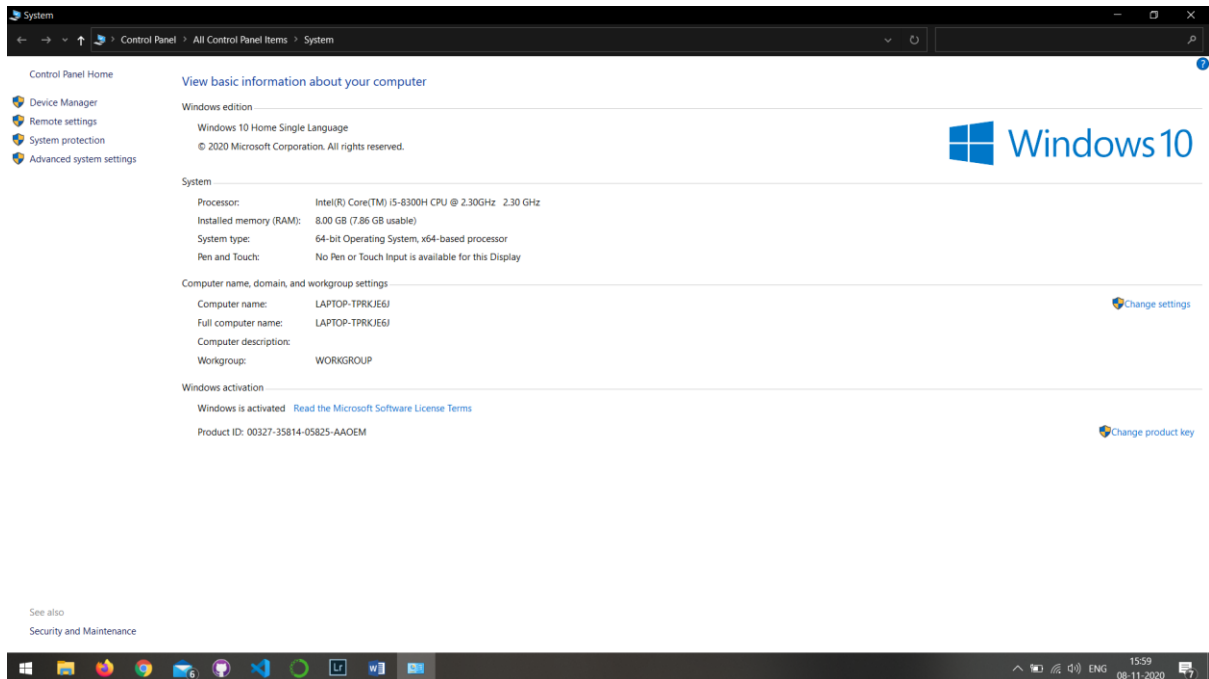 System
Control Panel > All Control Panel Items > System
Control Panel Home
Device Manager
Remote settings
System protection
Advanced system settings
View basic information about your computer
Windows edition
Windows 10 Home Single Language
© 2020 Microsoft Corporation. All rights reserved.
Windows 10
System
Processor: Intel(R) Core(TM) i5-8300H CPU @ 2.30GHz 2.30 GHz
Installed memory (RAM): 8.00 GB (7.86 GB usable)
System type: 64-bit Operating System, x64-based processor
Pen and Touch: No Pen or Touch Input is available for this Display
Computer name, domain, and workgroup settings
Computer name: LAPTOP-TPRKJE6J
Change settings
Full computer name: LAPTOP-TPRKJE6J
Computer description:
Workgroup: WORKGROUP
Windows activation
Windows is activated Read the Microsoft Software License Terms
Product ID: 00327-35814-05825-AAOEM
Change product key
See also
Security and Maintenance
6
Lr
W
ENG
15:59
08-11-2020
7